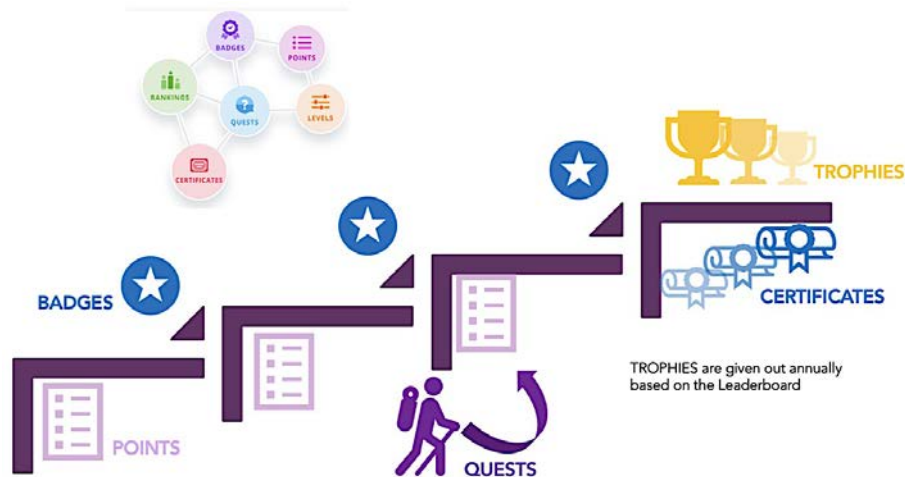 BADGES
POINTS
RANKINGS
QUESTS
LEVELS
CERTIFICATES
TROPHIES
BADGES
CERTIFICATES
TROPHIES are given out annually
based on the Leaderboard
POINTS
QUESTS